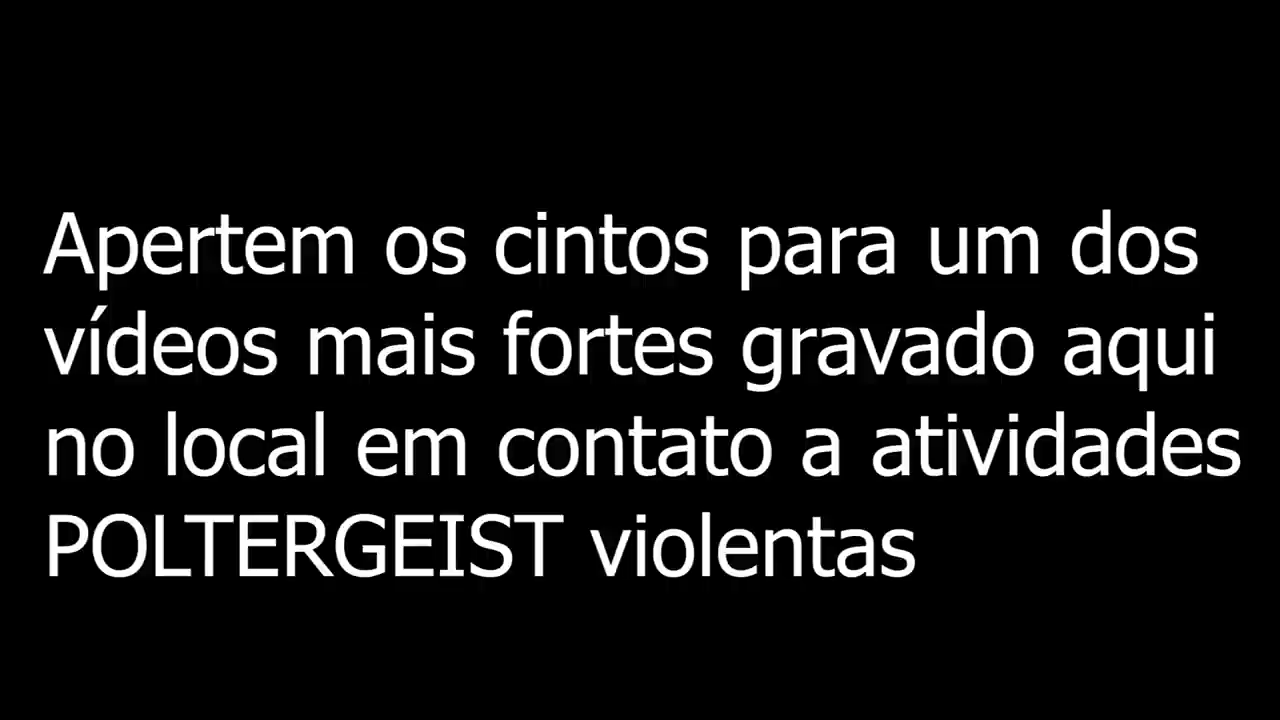 Apertem os cintos para um dos
vídeos mais fortes gravado aqui
no local em contato a atividades
POLTERGEIST violentas